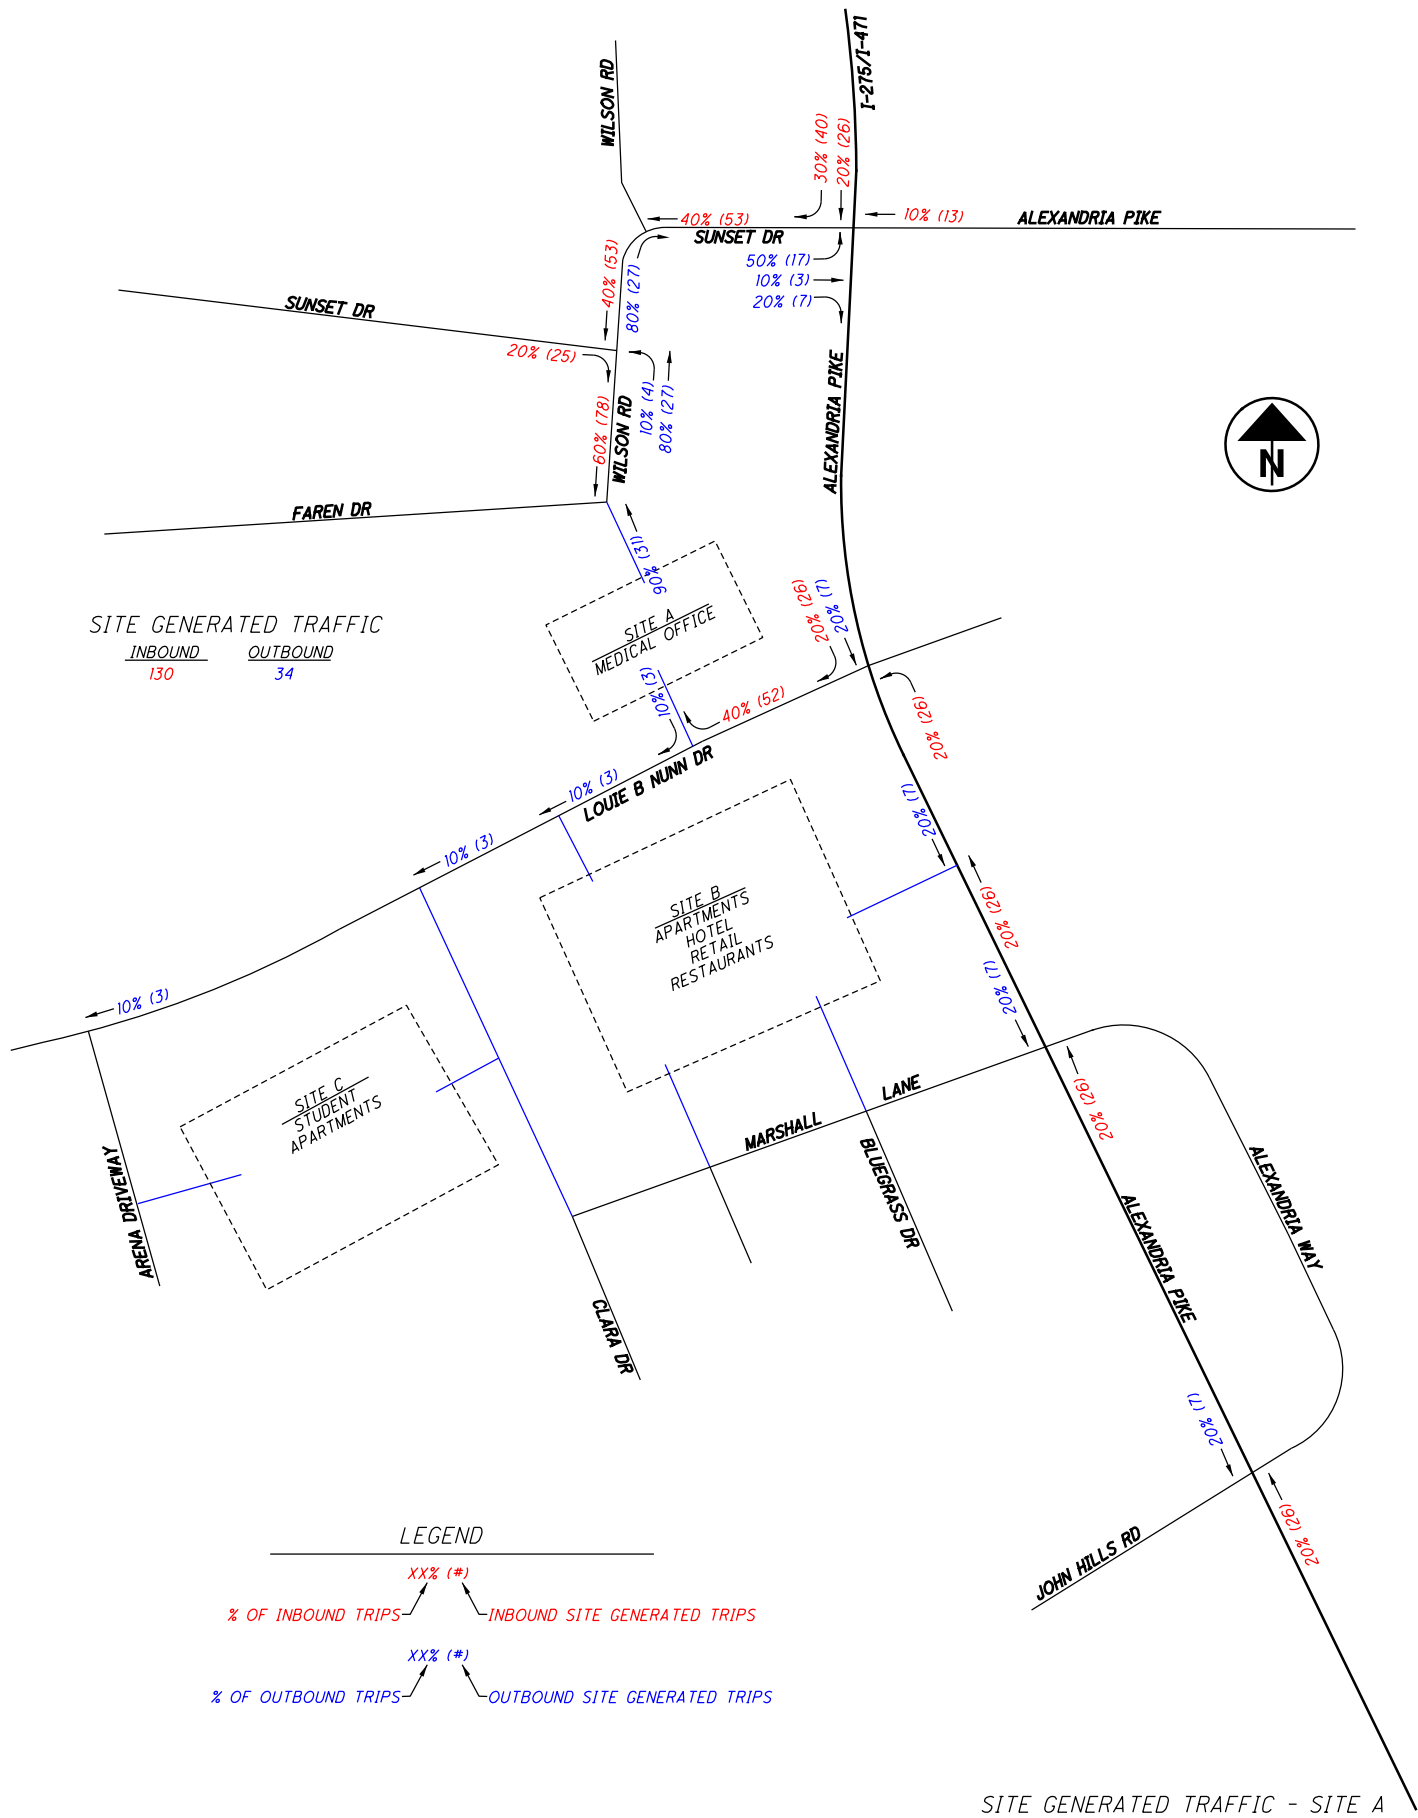 I-275/I-471
WILSON RD
30% (40)
20% (26)
40% (53)
10% (13)
ALEXANDRIA PIKE
SUNSET DR
40% (53)
80% (27)
50% (17)
10% (3)
20% (7)
SUNSET DR
20% (25)
60% (78)
WILSON RD
10% (4)
80% (27)
ALEXANDRIA PIKE
N
FAREN DR
90% (31)
SITE GENERATED TRAFFIC
INBOUND OUTBOUND
130 34
SITE A
MEDICAL OFFICE
20% (26)
20% (7)
10% (3)
40% (52)
20% (26)
10% (3)
LOUIE B NUNN DR
20% (7)
10% (3)
SITE B
APARTMENTS
HOTEL
RETAIL
RESTAURANTS
20% (26)
20% (7)
10% (3)
SITE C
STUDENT
APARTMENTS
MARSHALL LANE
20% (26)
ARENA DRIVEWAY
BLUEGRASS DR
ALEXANDRIA WAY
ALEXANDRIA PIKE
CLARA DR
20% (7)
20% (26)
JOHN HILLS RD
LEGEND
XX% (#)
% OF INBOUND TRIPS INBOUND SITE GENERATED TRIPS
XX% (#)
% OF OUTBOUND TRIPS OUTBOUND SITE GENERATED TRIPS
SITE GENERATED TRAFFIC - SITE A